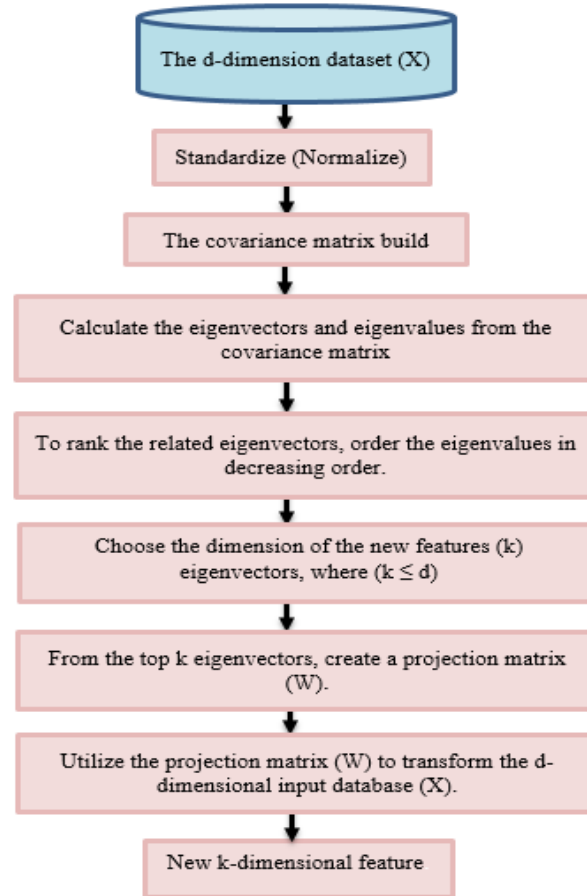 The d-dimension dataset (X)
Standardize (Normalize)
The covariance matrix build
Calculate the eigenvectors and eigenvalues from the
covariance matrix
To rank the related eigenvectors, order the eigenvalues in
decreasing order.
Choose the dimension of the new features (k)
eigenvectors, where (k ≤ d)
From the top k eigenvectors, create a projection matrix
(W).
Utilize the projection matrix (W) to transform the d-
dimensional input database (X).
New k-dimensional feature